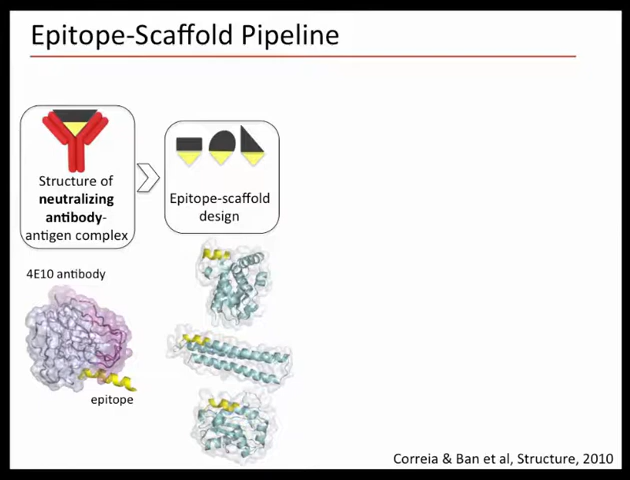 Epitope-Scaffold Pipeline
Structure of
neutralizing
antibody-
antigen complex
Epitope-scaffold
design
4E10 antibody
epitope
Correia & Ban et al, Structure, 2010